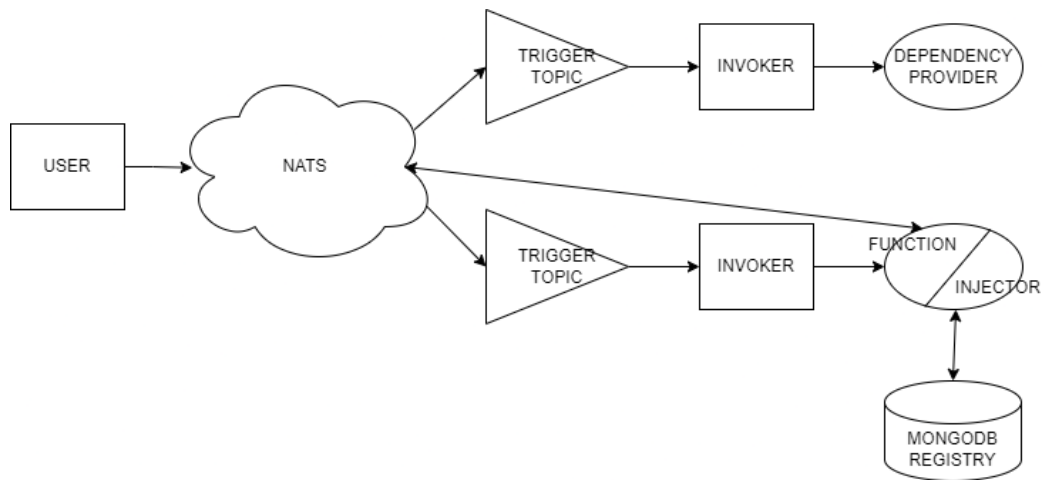 TRIGGER
TOPIC
INVOKER
DEPENDENCY
PROVIDER
USER
NATS
TRIGGER
TOPIC
INVOKER
FUNCTION
INJECTOR
MONGODB
REGISTRY